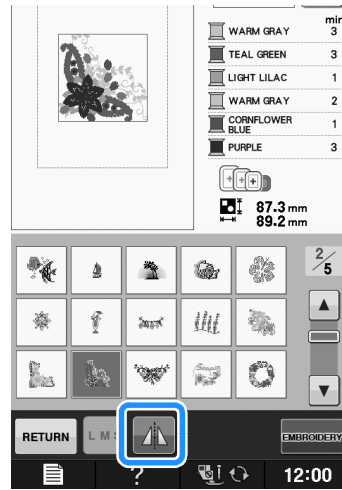 min
WARM GRAY 3
TEAL GREEN 3
LIGHT LILAC 1
WARM GRAY 2
CORNFLOWER
BLUE 1
PURPLE 3
87.3 mm
89.2 mm
2/5
RETURN
L M S
EMBROIDERY
?
12:00